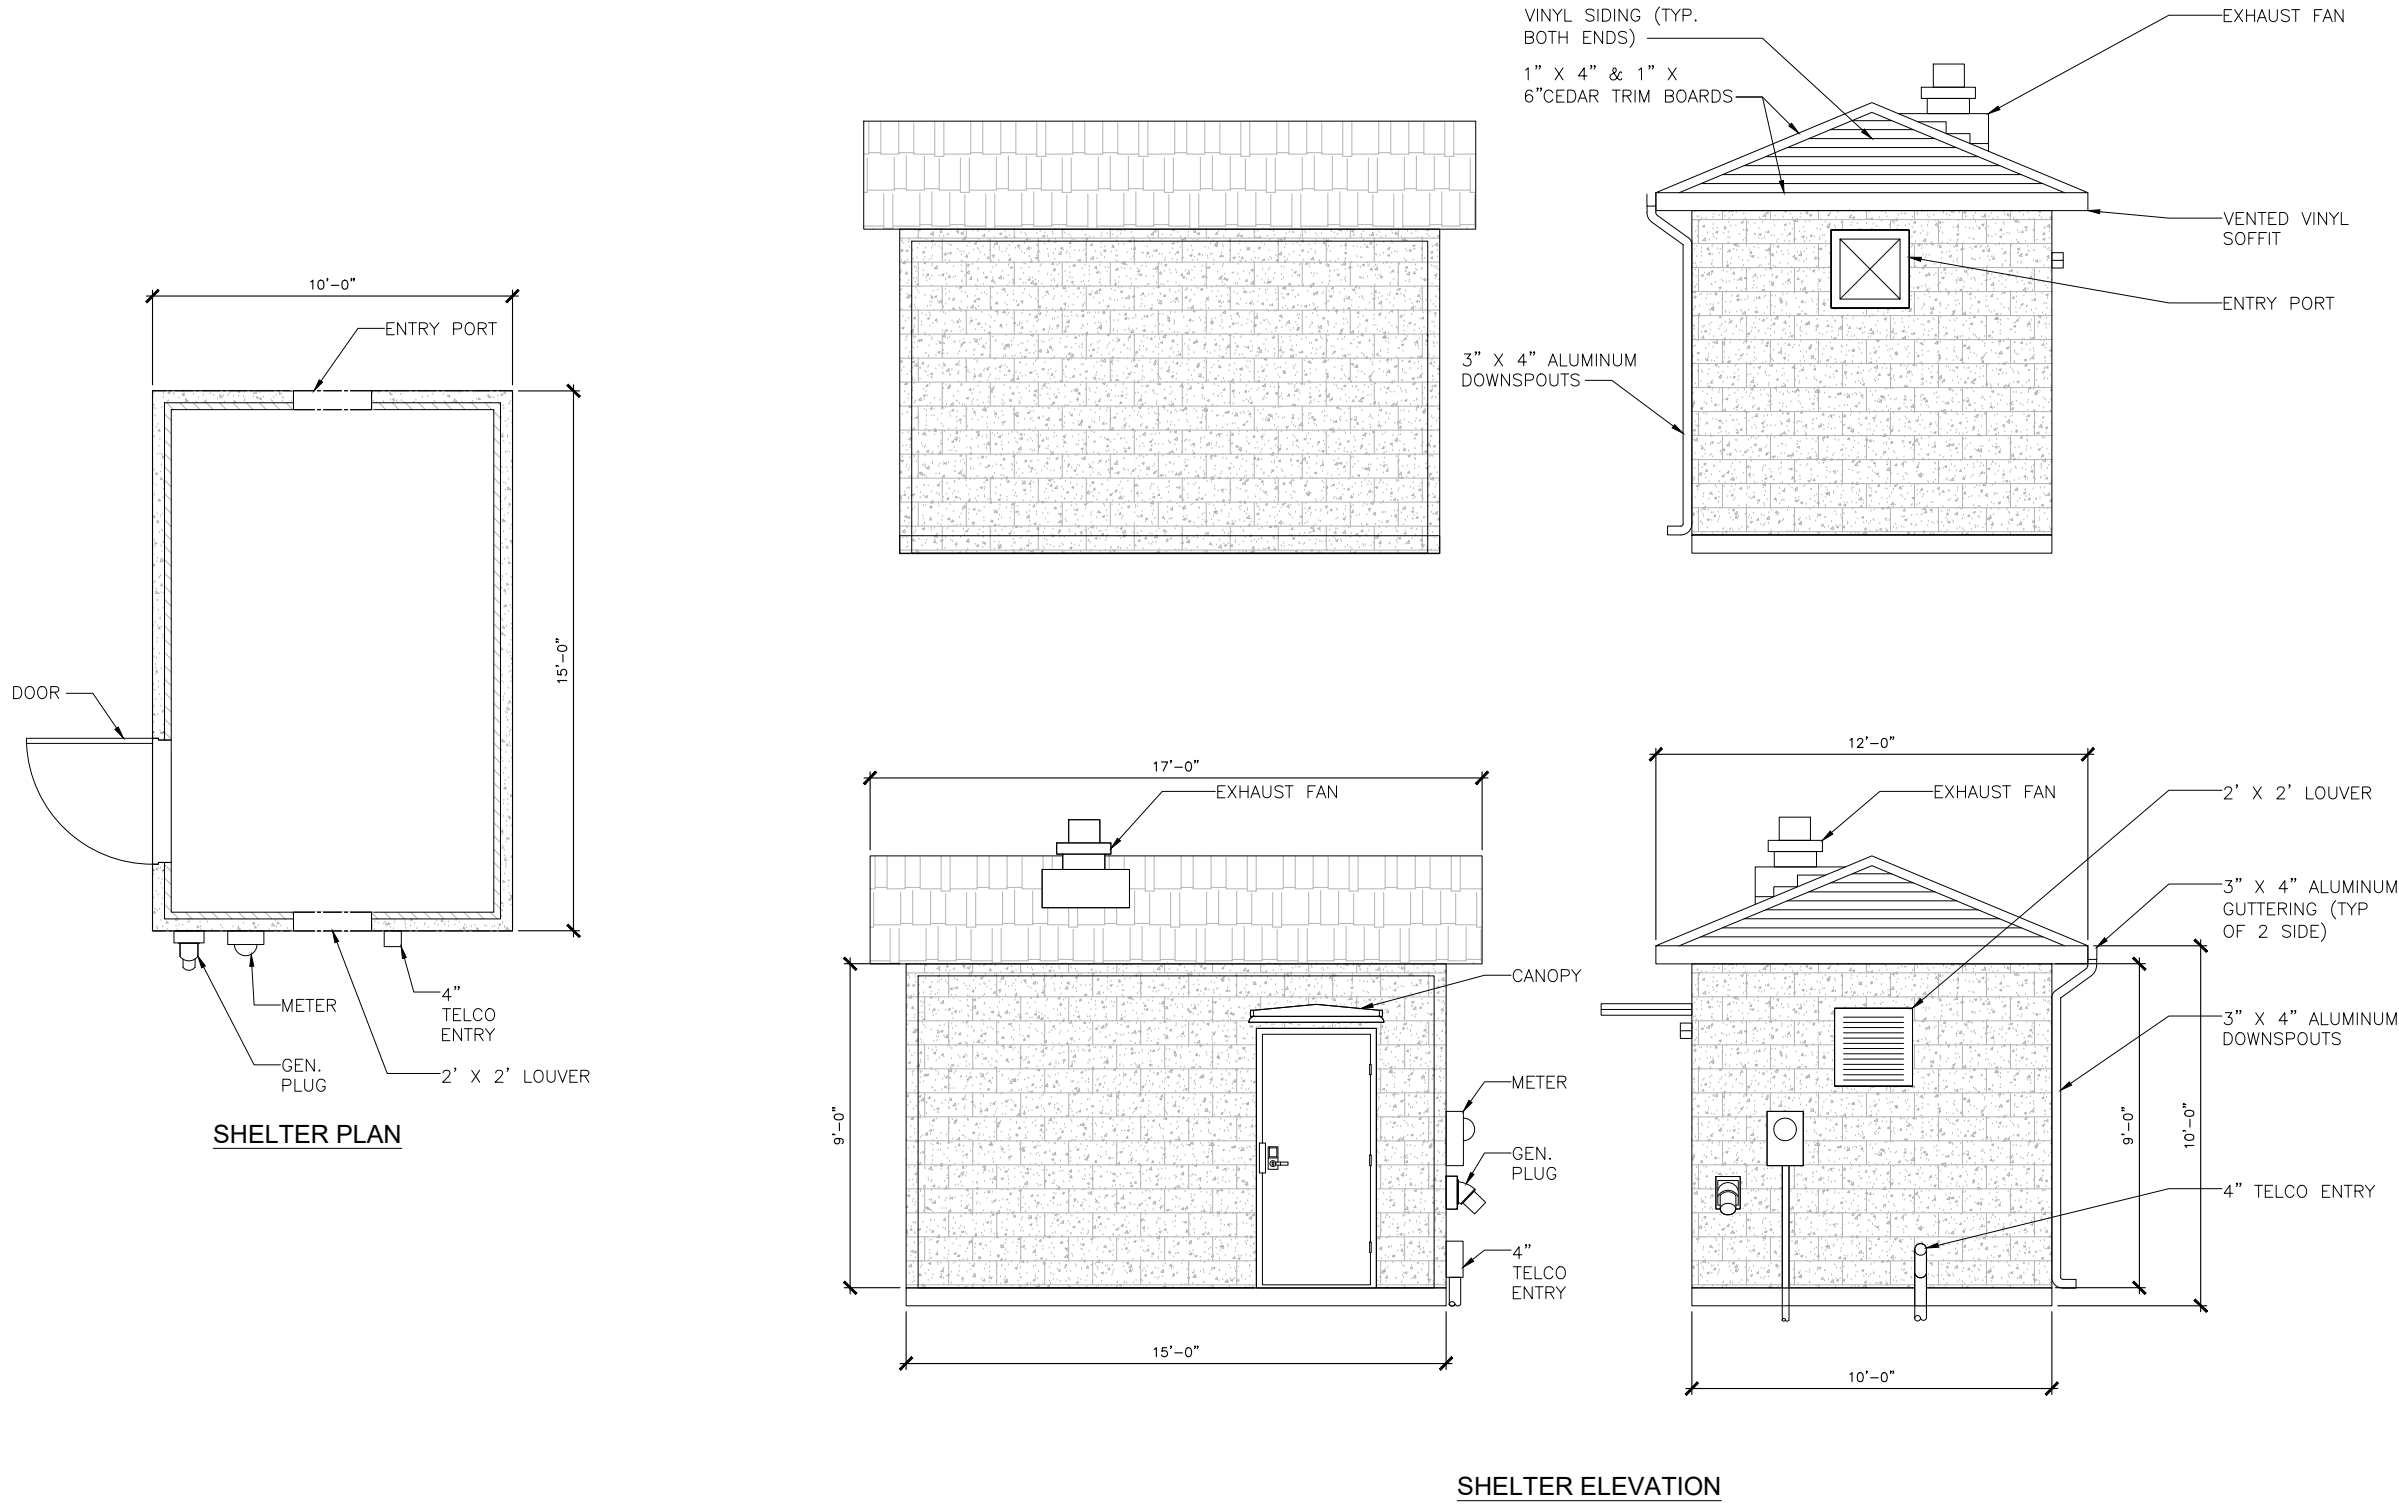 10'-0"
ENTRY PORT
15'-0"
DOOR
METER
4"
TELCO
ENTRY
GEN.
PLUG
2' X 2' LOUVER
SHELTER PLAN
VINYL SIDING (TYP.
BOTH ENDS)
1" X 4" & 1" X
6"CEDAR TRIM BOARDS
EXHAUST FAN
VENTED VINYL
SOFFIT
ENTRY PORT
3" X 4" ALUMINUM
DOWNSPOUTS
17'-0"
EXHAUST FAN
CANOPY
METER
GEN.
PLUG
4"
TELCO
ENTRY
9'-0"
15'-0"
12'-0"
EXHAUST FAN
2' X 2' LOUVER
3" X 4" ALUMINUM
GUTTERING (TYP
OF 2 SIDE)
3" X 4" ALUMINUM
DOWNSPOUTS
9'-0"
10'-0"
4" TELCO ENTRY
10'-0"
SHELTER ELEVATION